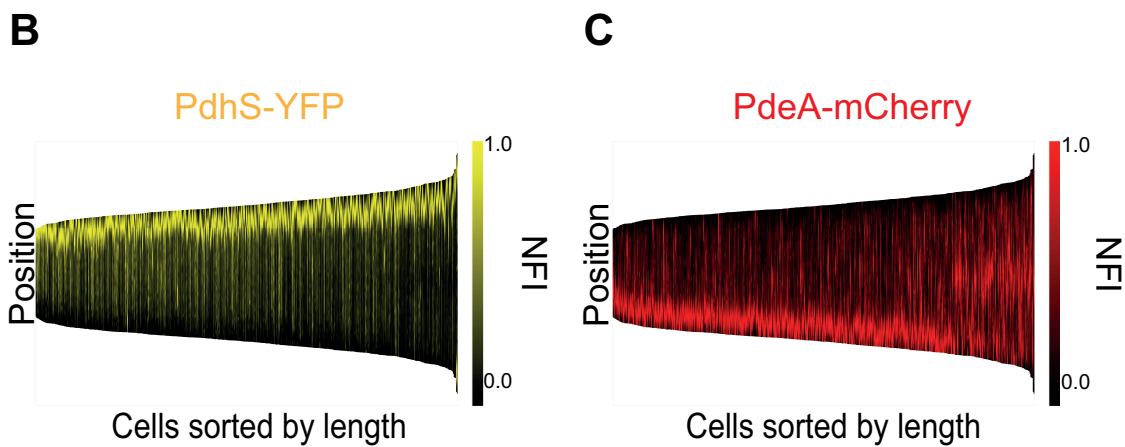 B
PdhS-YFP
Position
1.0
0.0
NFI
Cells sorted by length
C
PdeA-mCherry
Position
1.0
0.0
NFI
Cells sorted by length